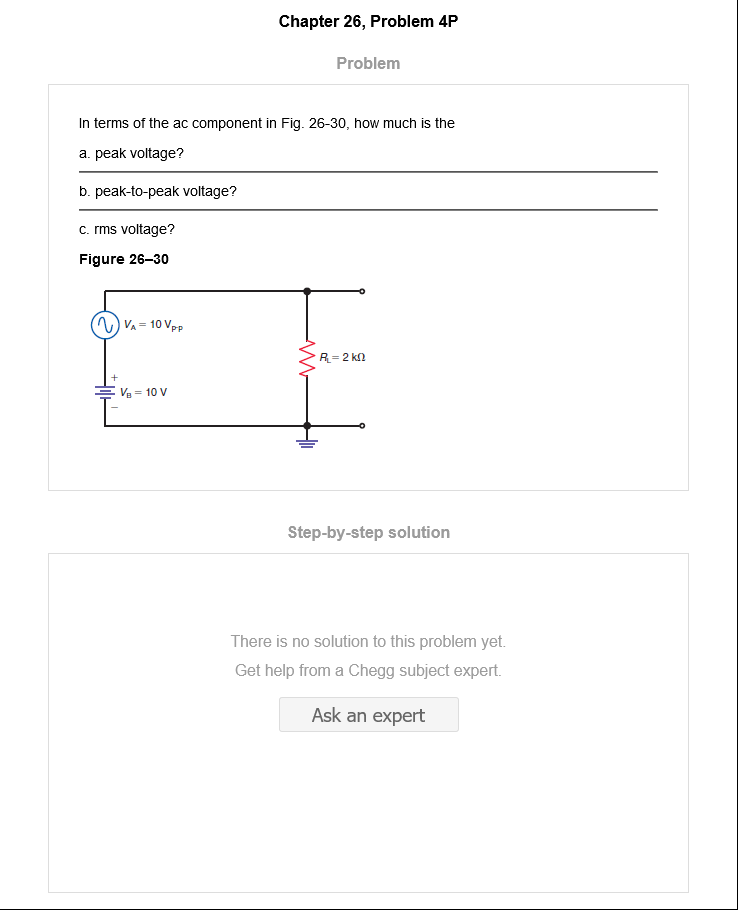 Chapter 26, Problem 4P
Problem
In terms of the ac component in Fig. 26-30, how much is the
a. peak voltage?
b. peak-to-peak voltage?
c. rms voltage?
Figure 26–30
V_A = 10 V_p-p
R_L = 2 kΩ
+
V_B = 10 V
−
Step-by-step solution
There is no solution to this problem yet.
Get help from a Chegg subject expert.
Ask an expert